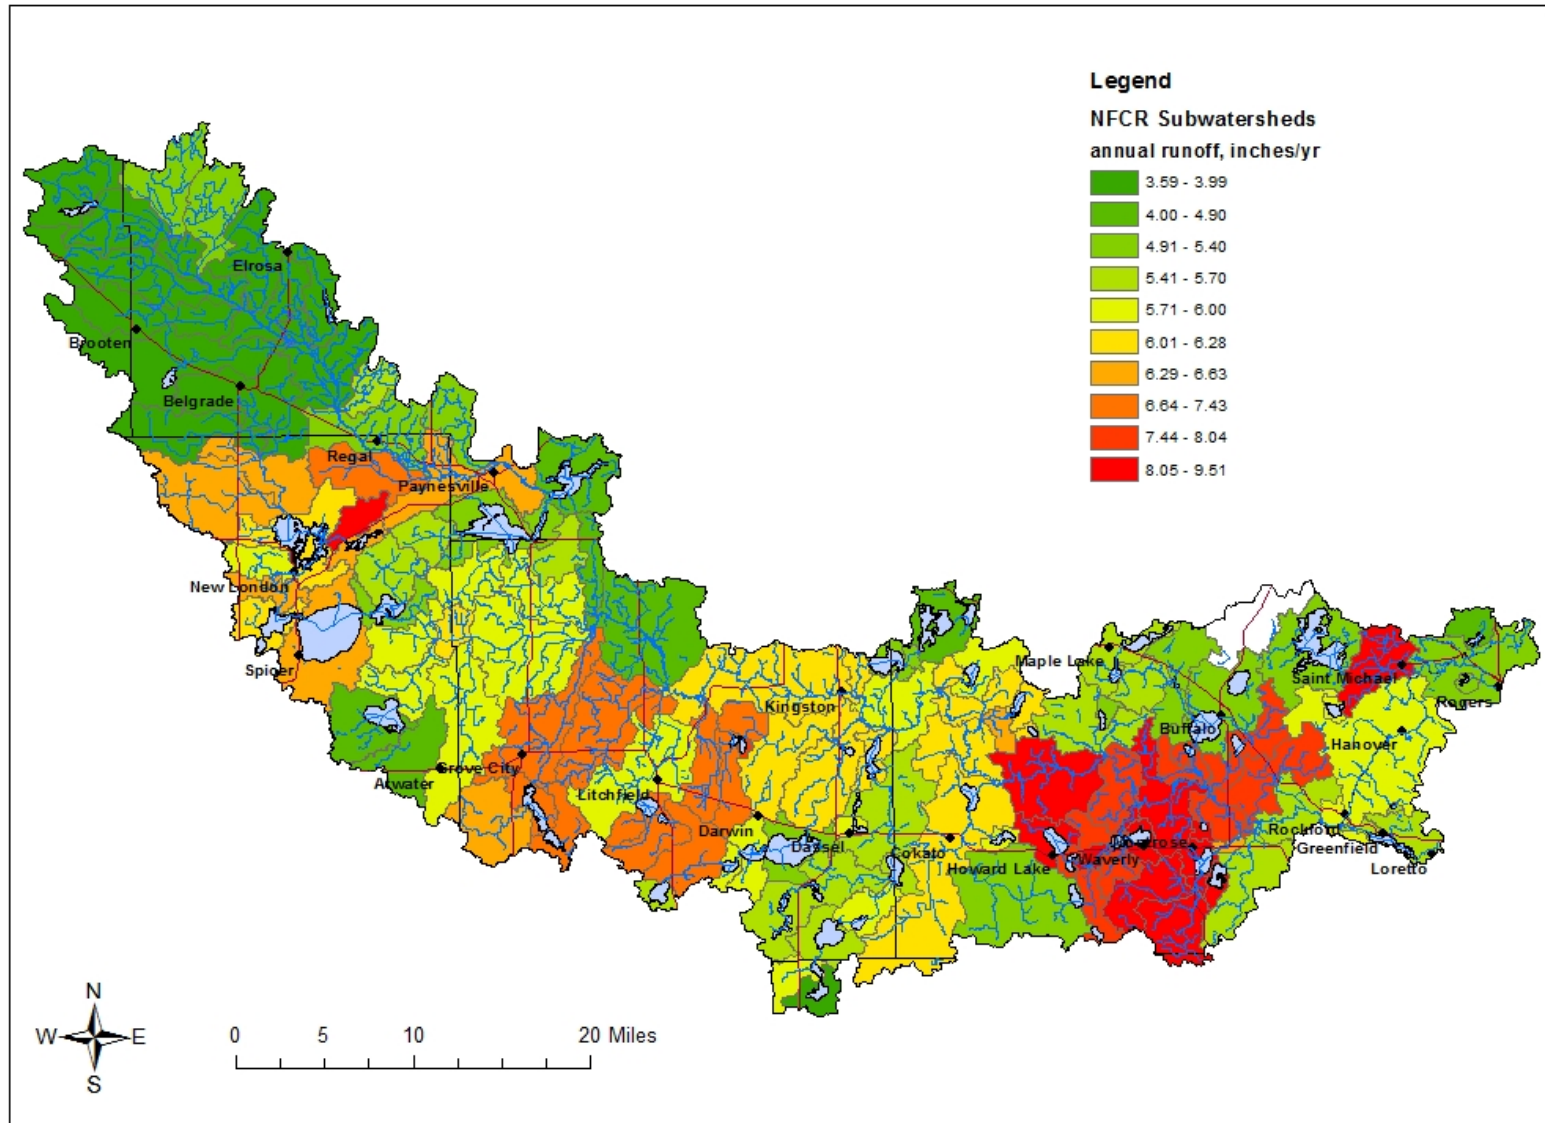 Legend
NFCR Subwatersheds
annual runoff, inches/yr
3.59 - 3.99
4.00 - 4.90
4.91 - 5.40
5.41 - 5.70
5.71 - 6.00
6.01 - 6.28
6.29 - 6.63
6.64 - 7.43
7.44 - 8.04
8.05 - 9.51
Elrosa
Brooten
Belgrade
Regal
Paynesville
New London
Spicer
Maple Lake
Saint Michael
Rogers
Kingston
Buffalo
Hanover
Grove City
Atwater
Litchfield
Darwin
Dassel
Cokato
Howard Lake
Waverly
Montrose
Rockford
Greenfield
Loretto
N
W
E
S
0 5 10 20 Miles